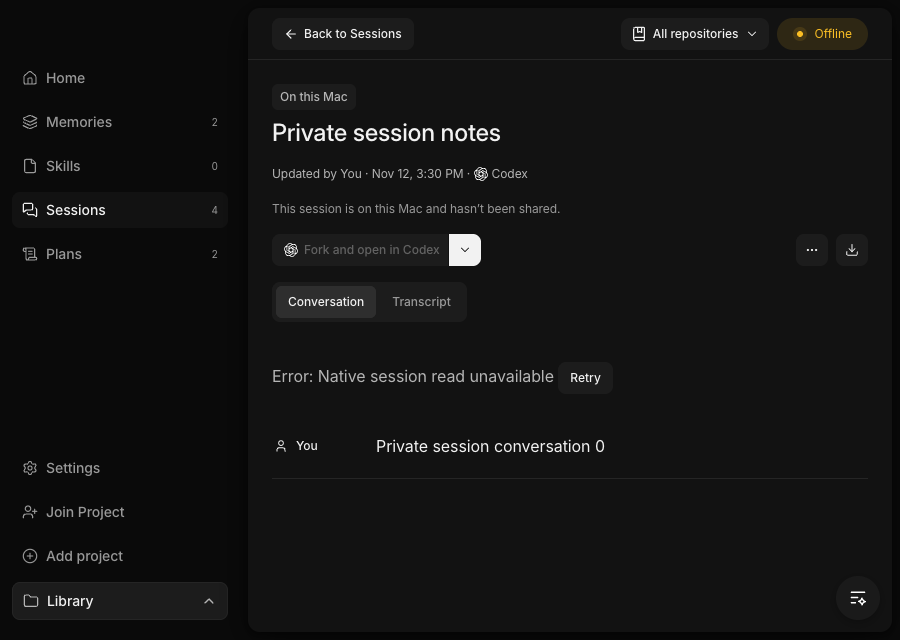 Back to Sessions
All repositories
Offline
Home
Memories 2
Skills 0
Sessions 4
Plans 2
Settings
Join Project
Add project
Library
On this Mac
Private session notes
Updated by You · Nov 12, 3:30 PM · Codex
This session is on this Mac and hasn't been shared.
Fork and open in Codex
Conversation Transcript
Error: Native session read unavailable Retry
You Private session conversation 0